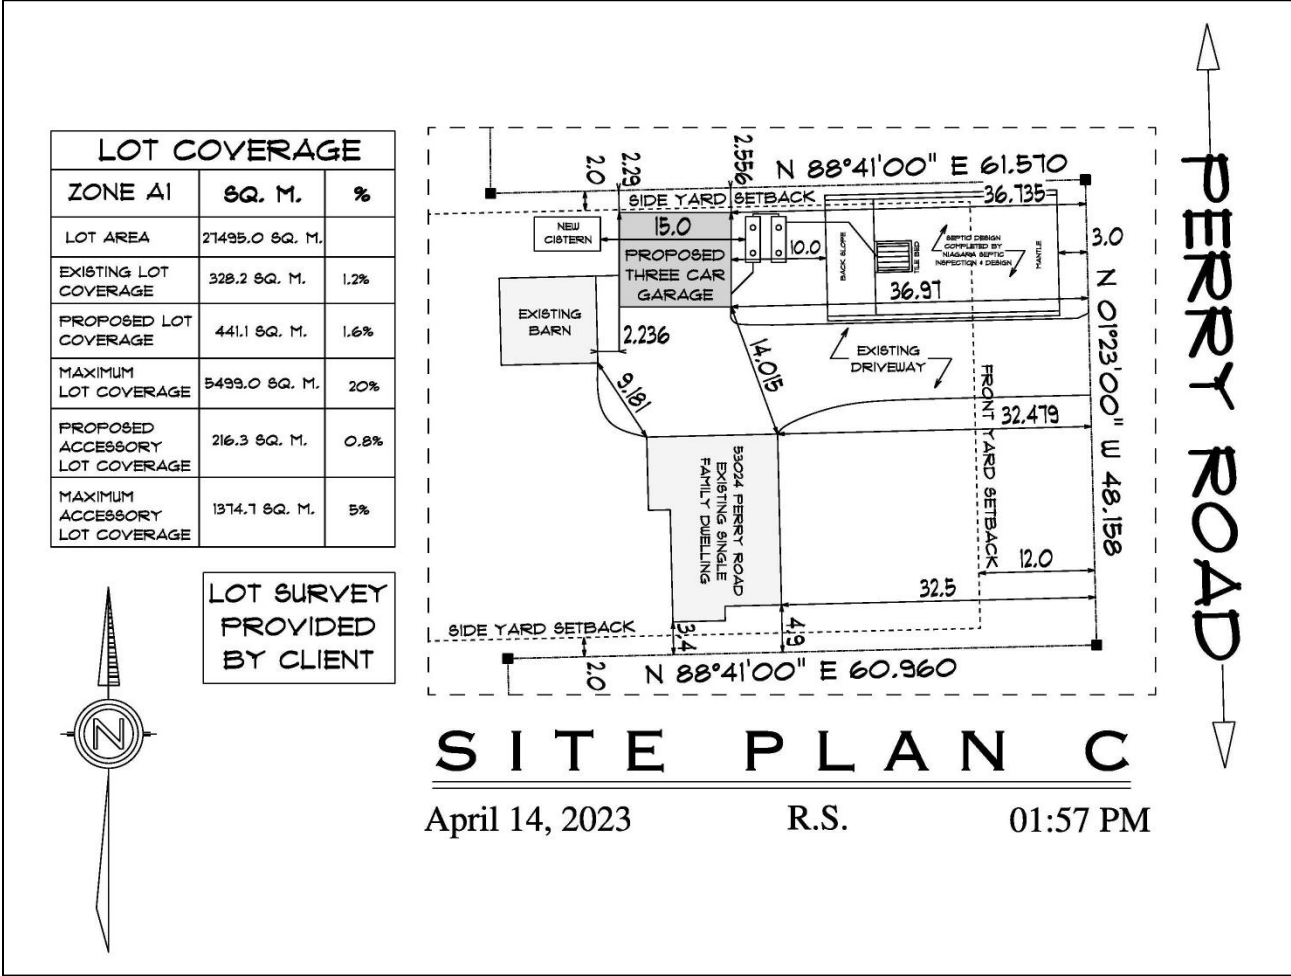 LOT COVERAGE
ZONE A1 SQ. M. %
LOT AREA 27495.0 SQ. M.
EXISTING LOT
COVERAGE 328.2 SQ. M. 1.2%
PROPOSED LOT
COVERAGE 441.1 SQ. M. 1.6%
MAXIMUM
LOT COVERAGE 5499.0 SQ. M. 20%
PROPOSED
ACCESSORY
LOT COVERAGE 216.3 SQ. M. 0.8%
MAXIMUM
ACCESSORY
LOT COVERAGE 1374.7 SQ. M. 5%
LOT SURVEY
PROVIDED
BY CLIENT
N
2.0
2.29
2.556
N 88°41'00" E 61.570
SIDE YARD SETBACK
36.735
NEW
CISTERN
15.0
PROPOSED
THREE CAR
GARAGE
10.0
BACK SLOPE
TILE BED
SEPTIC DESIGN
COMPLETED BY
NIAGARA SEPTIC
INSPECTION & DESIGN
MANTLE
3.0
36.97
EXISTING
BARN
2.236
9.181
14.015
EXISTING
DRIVEWAY
FRONT YARD SETBACK
32.479
N 01°23'00" W 48.158
53024 PERRY ROAD
EXISTING SINGLE
FAMILY DWELLING
12.0
32.5
SIDE YARD SETBACK
2.0
3.4
4.9
N 88°41'00" E 60.960
PERRY ROAD
SITE PLAN C
April 14, 2023 R.S. 01:57 PM